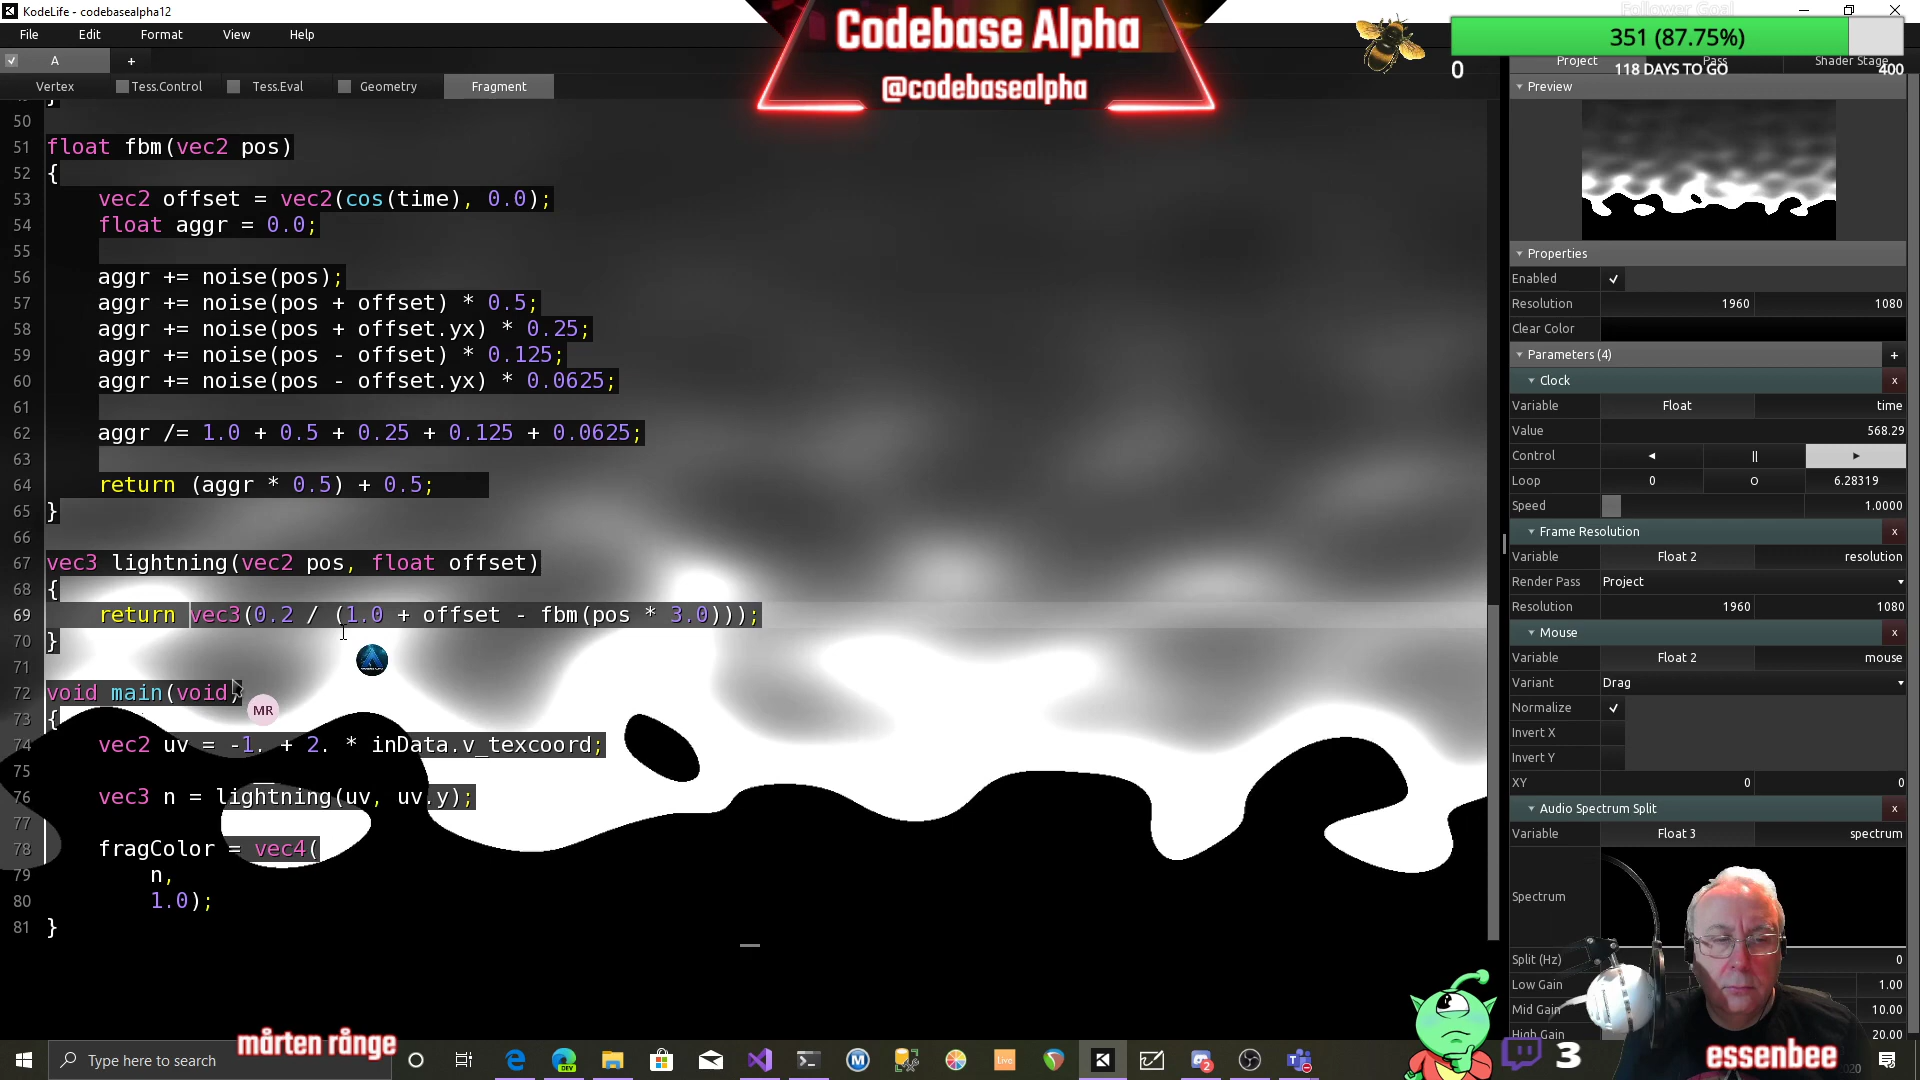 KodeLife - codebasealpha12
File Edit Format View Help
A +
Vertex Tess.Control Tess.Eval Geometry Fragment
Codebase Alpha
@codebasealpha
Follower Goal
351 (87.75%)
0 118 DAYS TO GO 400
Project Pass Shader Stage
50
51 float fbm(vec2 pos)
52 {
53 vec2 offset = vec2(cos(time), 0.0);
54 float aggr = 0.0;
55
56 aggr += noise(pos);
57 aggr += noise(pos + offset) * 0.5;
58 aggr += noise(pos + offset.yx) * 0.25;
59 aggr += noise(pos - offset) * 0.125;
60 aggr += noise(pos - offset.yx) * 0.0625;
61
62 aggr /= 1.0 + 0.5 + 0.25 + 0.125 + 0.0625;
63
64 return (aggr * 0.5) + 0.5;
65 }
66
67 vec3 lightning(vec2 pos, float offset)
68 {
69 return vec3(0.2 / (1.0 + offset - fbm(pos * 3.0)));
70 }
71
72 void main(void)
MR
73 {
74 vec2 uv = -1. + 2. * inData.v_texcoord;
75
76 vec3 n = lightning(uv, uv.y);
77
78 fragColor = vec4(
79 n,
80 1.0);
81 }
Preview
Properties
Enabled
Resolution 1960 1080
Clear Color
Parameters (4) +
Clock x
Variable Float time
Value 568.29
Control
Loop 0 O 6.28319
Speed 1.0000
Frame Resolution x
Variable Float 2 resolution
Render Pass Project
Resolution 1960 1080
Mouse x
Variable Float 2 mouse
Variant Drag
Normalize
Invert X
Invert Y
XY 0 0
Audio Spectrum Split x
Variable Float 3 spectrum
Spectrum
Split (Hz) 0
Low Gain 1.00
Mid Gain 10.00
High Gain 20.00
mårten rånge
Type here to search
DEV
live
2
3
essenbee
2020